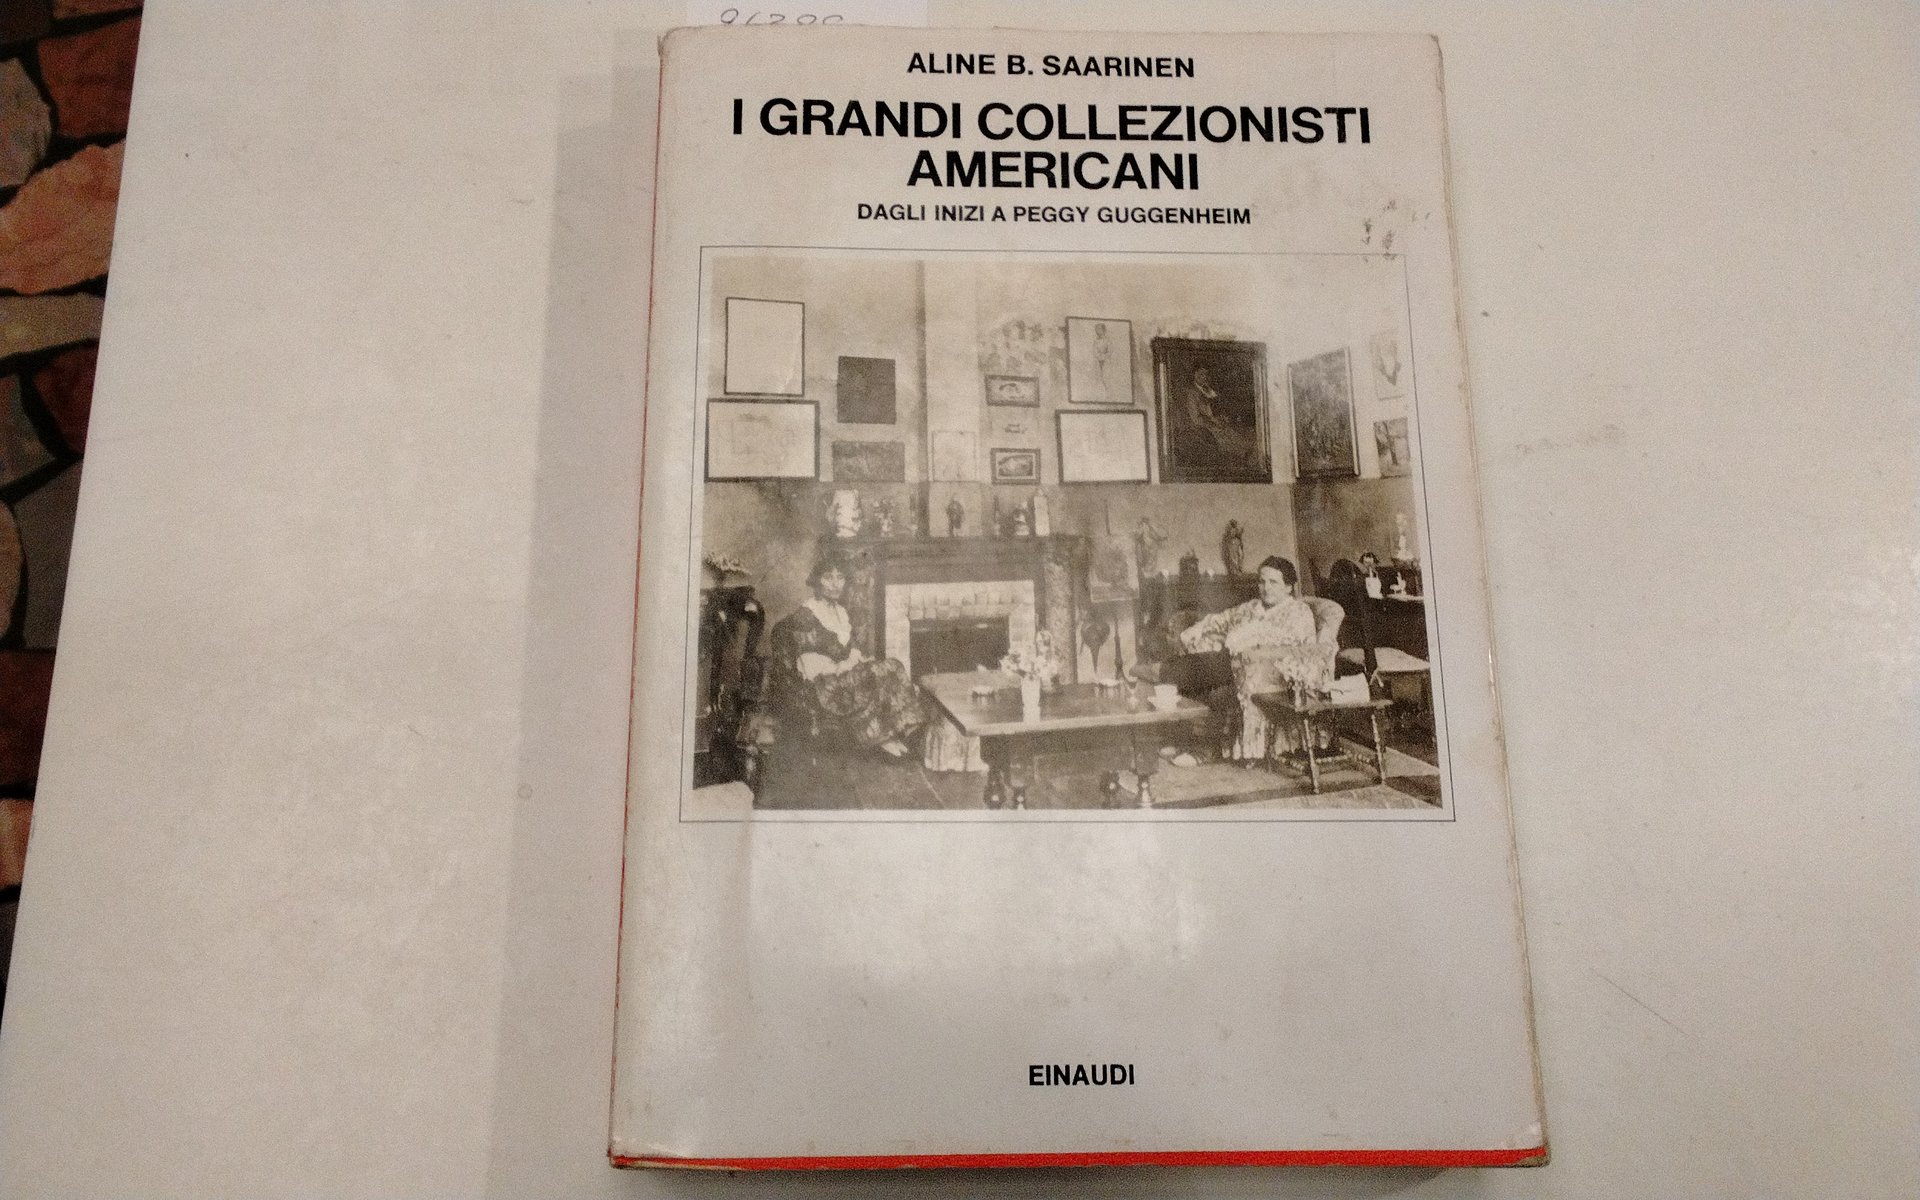 ALINE B. SAARINEN
I GRANDI COLLEZIONISTI
AMERICANI
DAGLI INIZI A PEGGY GUGGENHEIM
EINAUDI